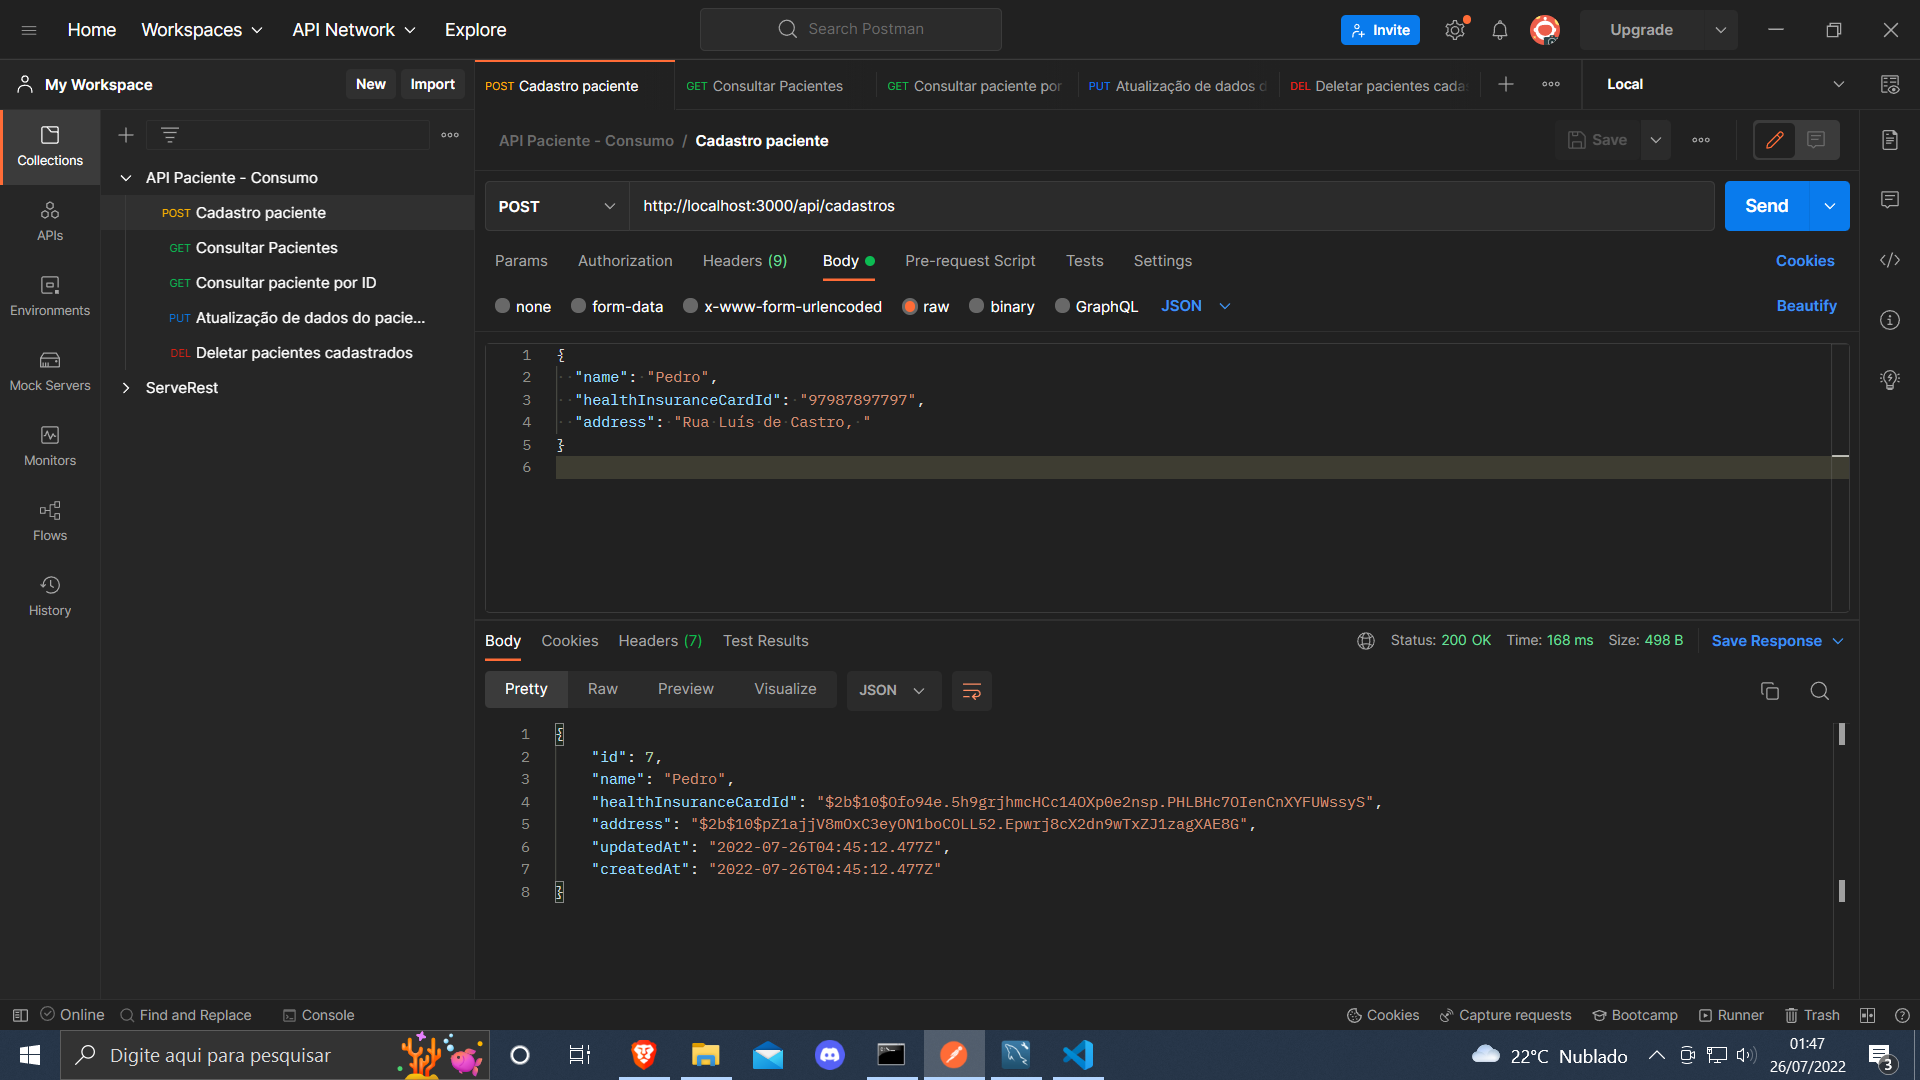 Home
Workspaces
API Network
Explore
Search Postman
Invite
Upgrade
My Workspace
New
Import
POST Cadastro paciente
GET Consultar Pacientes
GET Consultar paciente por
PUT Atualização de dados d
DEL Deletar pacientes cadas
Local
Collections
APIs
Environments
Mock Servers
Monitors
Flows
History
API Paciente - Consumo
POST Cadastro paciente
GET Consultar Pacientes
GET Consultar paciente por ID
PUT Atualização de dados do pacie...
DEL Deletar pacientes cadastrados
ServeRest
API Paciente - Consumo / Cadastro paciente
Save
POST
http://localhost:3000/api/cadastros
Send
Params
Authorization
Headers (9)
Body
Pre-request Script
Tests
Settings
Cookies
none
form-data
x-www-form-urlencoded
raw
binary
GraphQL
JSON
Beautify
1 {
2 "name": "Pedro",
3 "healthInsuranceCardId": "97987897797",
4 "address": "Rua Luís de Castro, "
5 }
6
Body
Cookies
Headers (7)
Test Results
Status: 200 OK
Time: 168 ms
Size: 498 B
Save Response
Pretty
Raw
Preview
Visualize
JSON
1 {
2 "id": 7,
3 "name": "Pedro",
4 "healthInsuranceCardId": "$2b$10$Ofo94e.5h9grjhmcHCc14OXp0e2nsp.PHLBHc7OIenCnXYFUWssyS",
5 "address": "$2b$10$pZ1ajjV8mOxC3eyON1boCOLL52.Epwrj8cX2dn9wTxZJ1zagXAE8G",
6 "updatedAt": "2022-07-26T04:45:12.477Z",
7 "createdAt": "2022-07-26T04:45:12.477Z"
8 }
Online
Find and Replace
Console
Cookies
Capture requests
Bootcamp
Runner
Trash
Digite aqui para pesquisar
22°C Nublado
01:47
26/07/2022
3